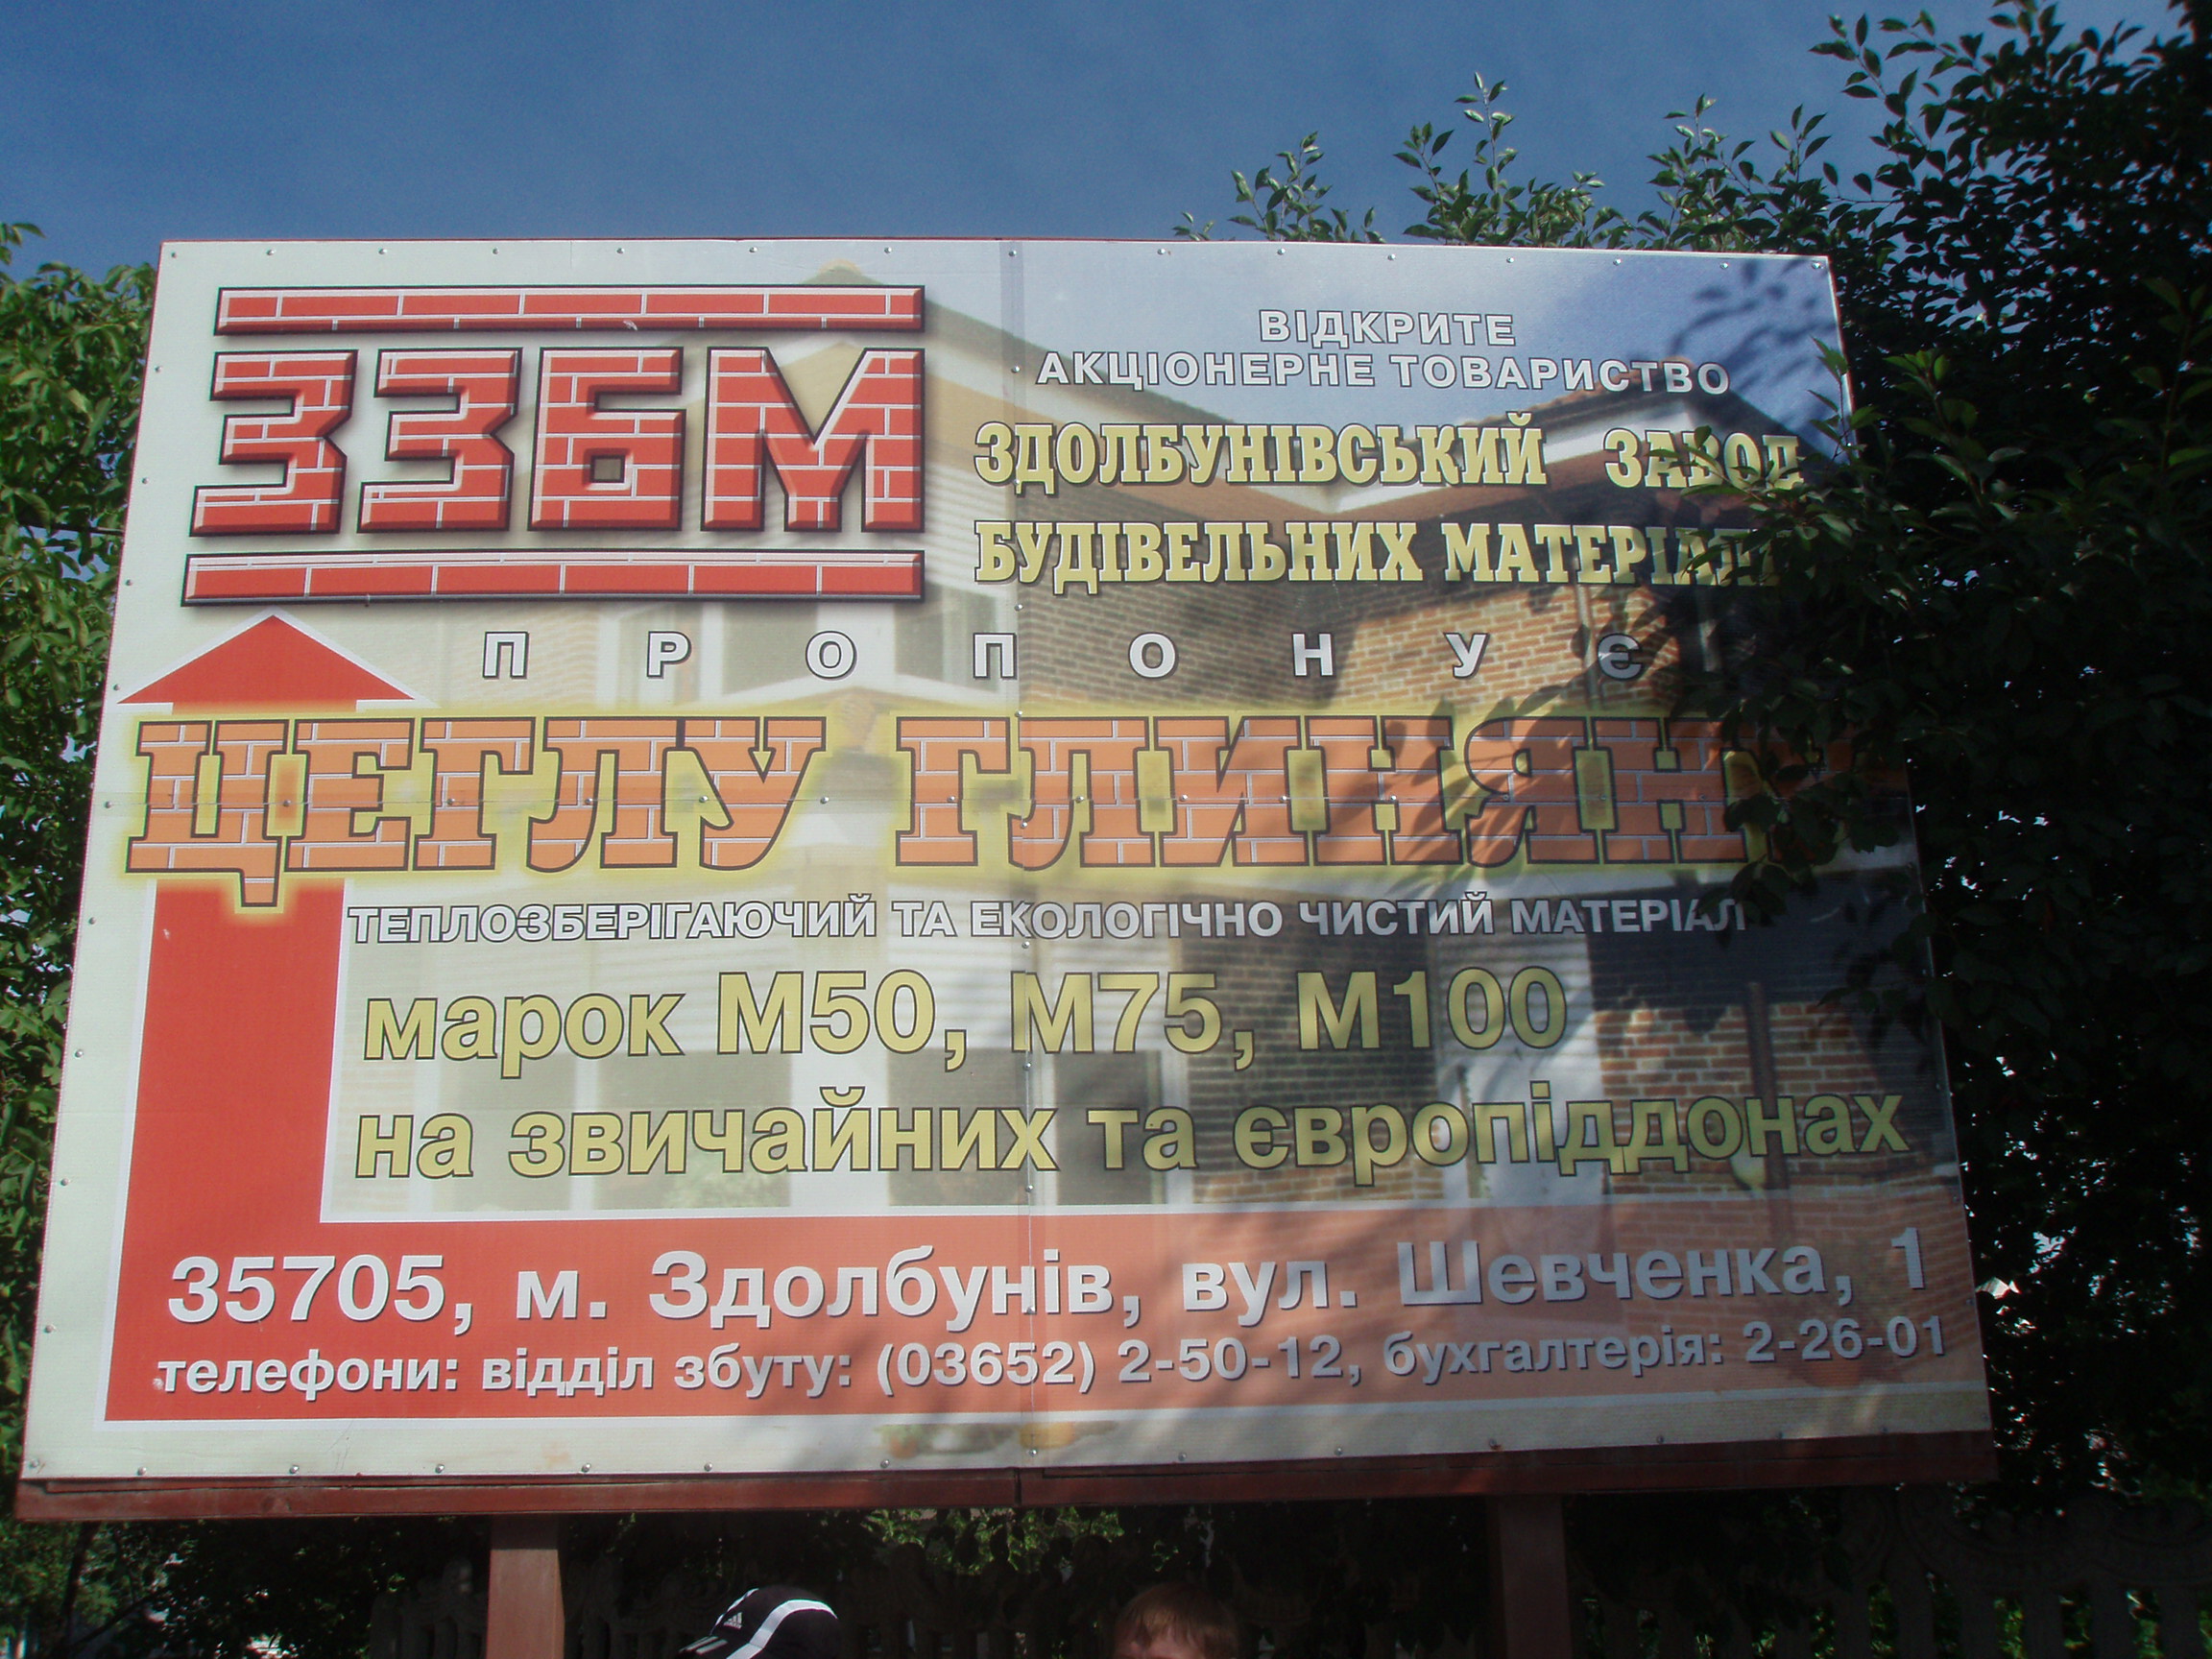 ЗЗБМ
ВІДКРИТЕ
АКЦІОНЕРНЕ ТОВАРИСТВО
ЗДОЛБУНІВСЬКИЙ ЗАВОД
БУДІВЕЛЬНИХ МАТЕРІАЛІ
ПРОПОНУЄ
ЦЕГЛУ ГЛИНЯН
ТЕПЛОЗБЕРІГАЮЧИЙ ТА ЕКОЛОГІЧНО ЧИСТИЙ МАТЕРІАЛ
марок М50, М75, М100
на звичайних та європіддонах
35705, м. Здолбунів, вул. Шевченка, 1
телефони: відділ збуту: (03652) 2-50-12, бухгалтерія: 2-26-01